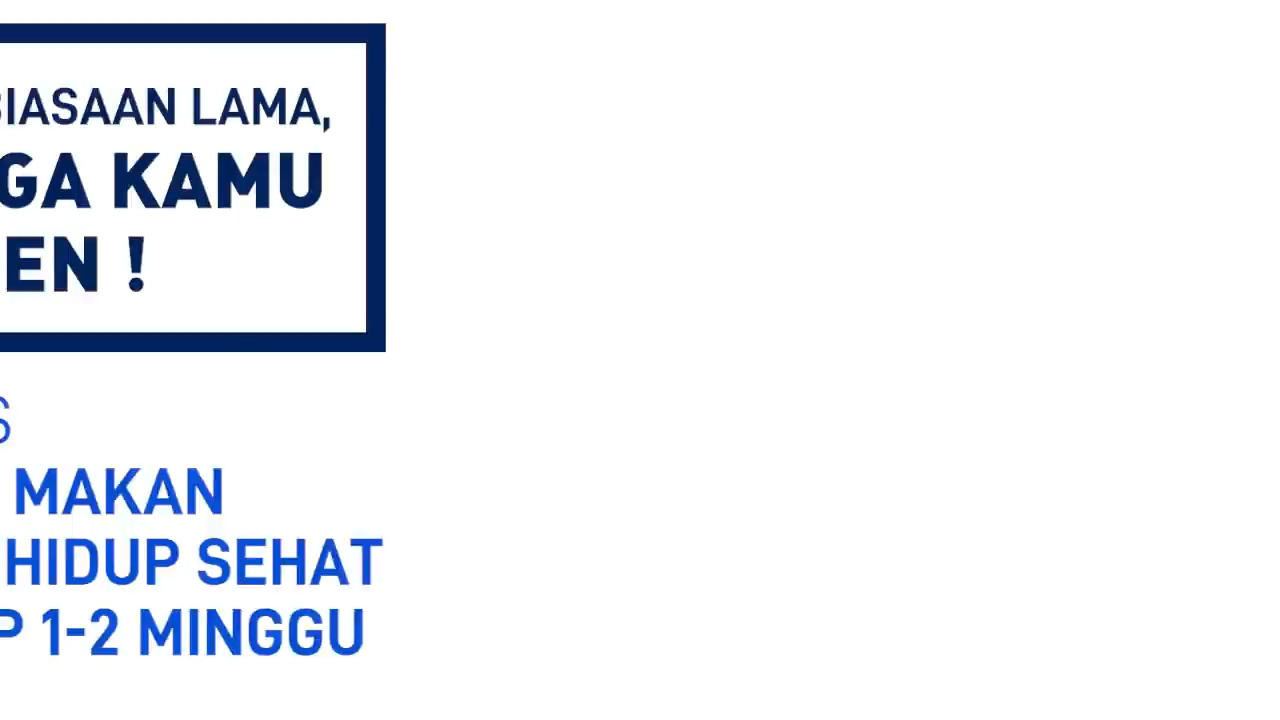 BIASAAN LAMA,
GA KAMU
EN !
S
MAKAN
HIDUP SEHAT
P 1-2 MINGGU